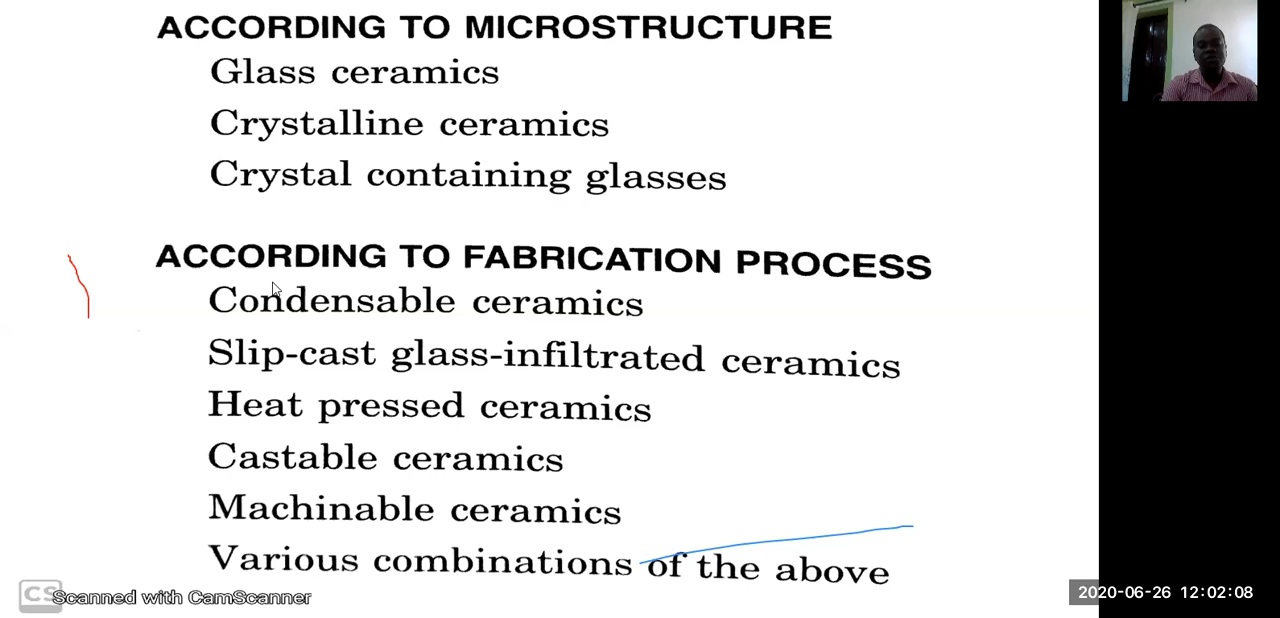 ACCORDING TO MICROSTRUCTURE
Glass ceramics
Crystalline ceramics
Crystal containing glasses
ACCORDING TO FABRICATION PROCESS
Condensable ceramics
Slip-cast glass-infiltrated ceramics
Heat pressed ceramics
Castable ceramics
Machinable ceramics
Various combinations of the above
CS Scanned with CamScanner
2020-06-26 12:02:08